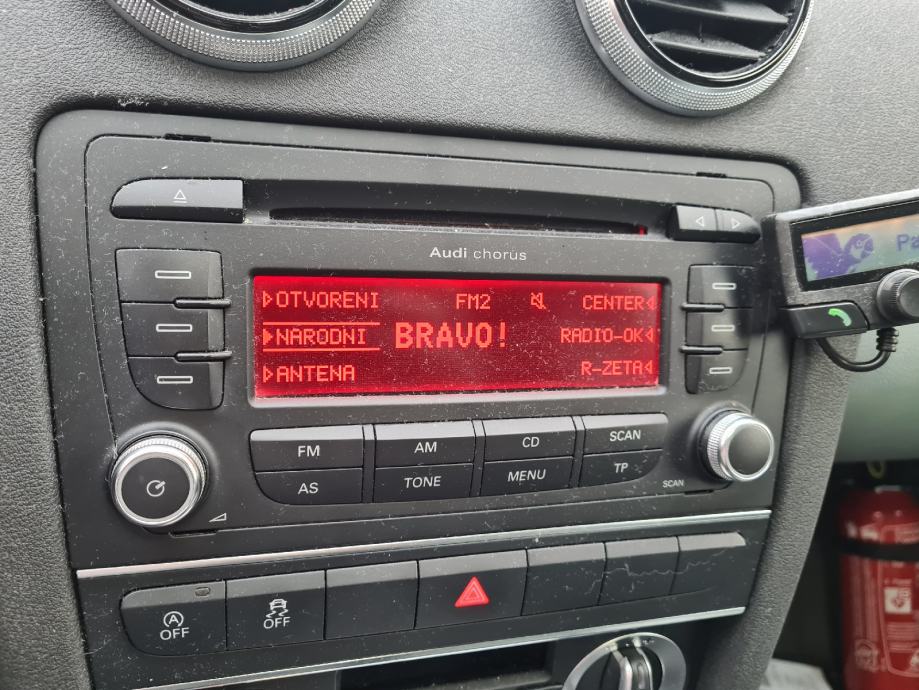 Audi chorus
OTVORENI FM2 CENTER
NARODNI BRAVO! RADIO-OK
ANTENA R-ZETA
FM AM CD SCAN
AS TONE MENU TP
SCAN
A
OFF
OFF